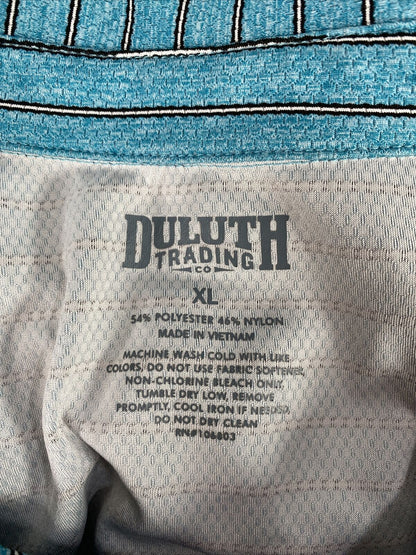 DULUTH
TRADING
CO
XL
54% POLYESTER 46% NYLON
MADE IN VIETNAM
MACHINE WASH COLD WITH LIKE
COLORS, DO NOT USE FABRIC SOFTENER,
NON-CHLORINE BLEACH ONLY,
TUMBLE DRY LOW, REMOVE
PROMPTLY, COOL IRON IF NEEDED,
DO NOT DRY CLEAN
RN#106803